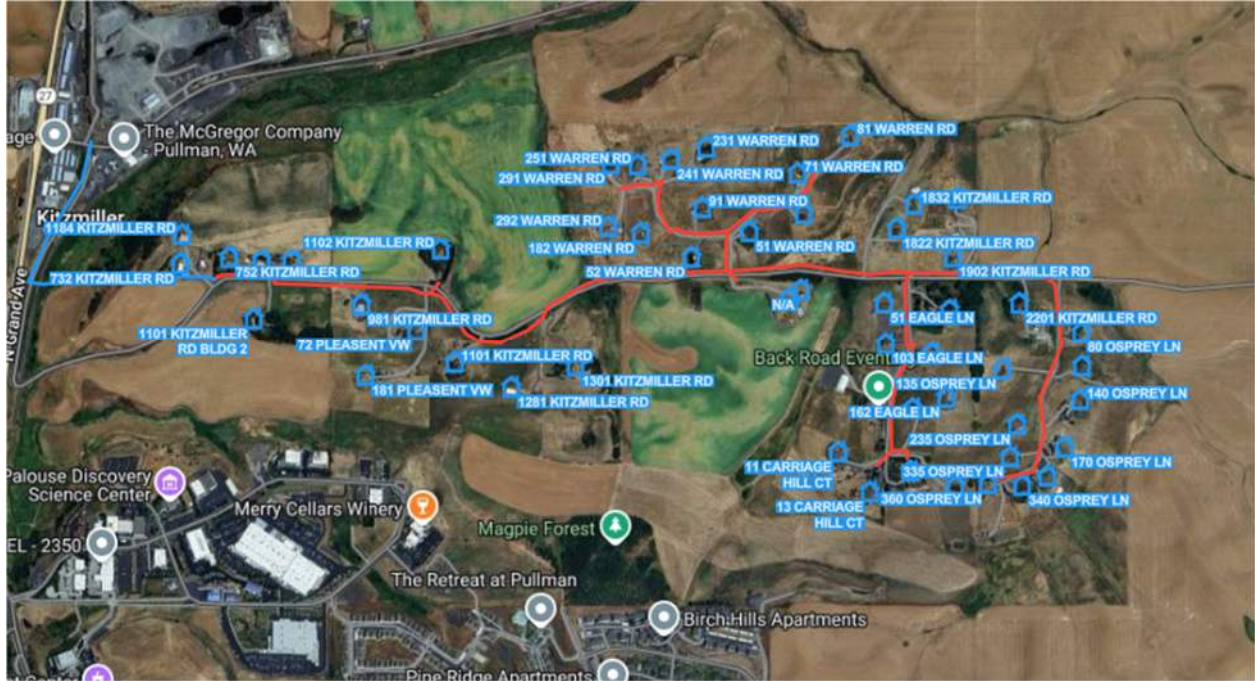 27
age
The McGregor Company
- Pullman, WA
231 WARREN RD
81 WARREN RD
251 WARREN RD
291 WARREN RD
241 WARREN RD
71 WARREN RD
91 WARREN RD
1832 KITZMILLER RD
Kitzmiller
1184 KITZMILLER RD
1102 KITZMILLER RD
292 WARREN RD
182 WARREN RD
51 WARREN RD
1822 KITZMILLER RD
732 KITZMILLER RD
752 KITZMILLER RD
52 WARREN RD
1902 KITZMILLER RD
N Grand Ave
N/A
981 KITZMILLER RD
51 EAGLE LN
2201 KITZMILLER RD
1101 KITZMILLER
RD BLDG 2
72 PLEASENT VW
80 OSPREY LN
1101 KITZMILLER RD
Back Road Event
103 EAGLE LN
181 PLEASENT VW
1301 KITZMILLER RD
135 OSPREY LN
1281 KITZMILLER RD
140 OSPREY LN
162 EAGLE LN
235 OSPREY LN
170 OSPREY LN
11 CARRIAGE
HILL CT
335 OSPREY LN
Palouse Discovery
Science Center
360 OSPREY LN
340 OSPREY LN
13 CARRIAGE
HILL CT
Merry Cellars Winery
Magpie Forest
EL - 2350
The Retreat at Pullman
Birch Hills Apartments
Pine Ridge Apartments